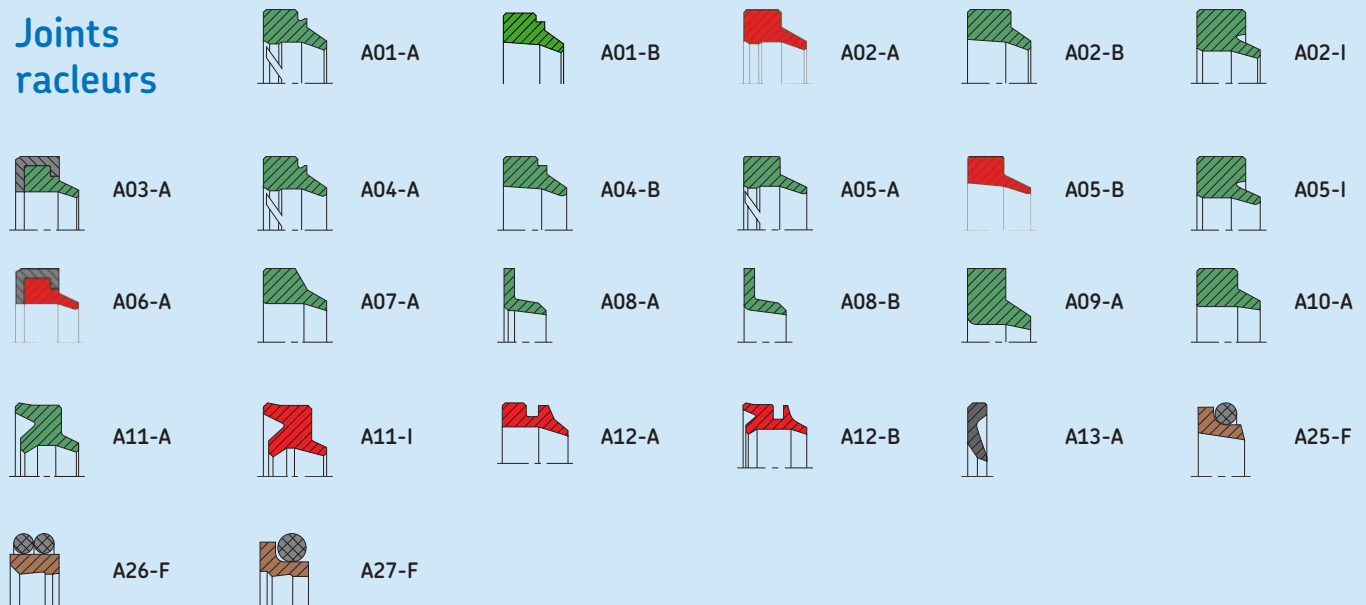 Joints
racleurs
A01-A
A01-B
A02-A
A02-B
A02-I
A03-A
A04-A
A04-B
A05-A
A05-B
A05-I
A06-A
A07-A
A08-A
A08-B
A09-A
A10-A
A11-A
A11-I
A12-A
A12-B
A13-A
A25-F
A26-F
A27-F